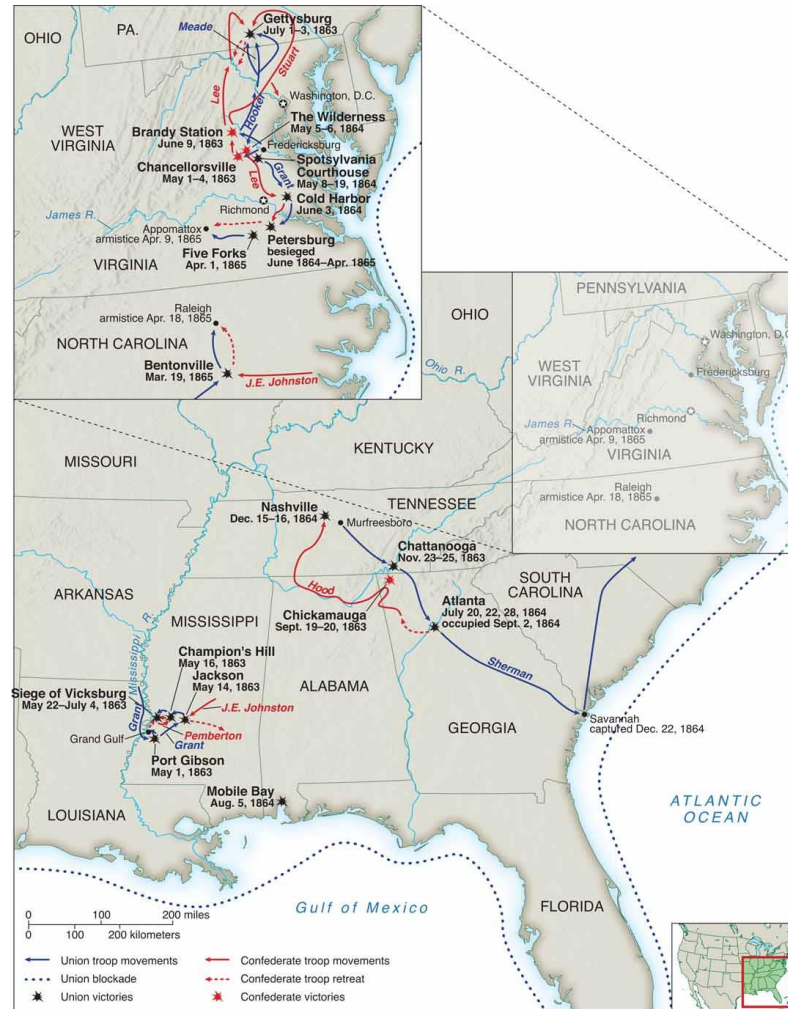 OHIO
PA.
Meade
Gettysburg
July 1–3, 1863
Stuart
Lee
Hooker
Washington, D.C.
WEST
VIRGINIA
The Wilderness
May 5–6, 1864
Brandy Station
June 9, 1863
Fredericksburg
Chancellorsville
May 1–4, 1863
Spotsylvania
Courthouse
May 8–19, 1864
Lee
Grant
Cold Harbor
June 3, 1864
Richmond
James R.
Appomattox
armistice Apr. 9, 1865
Petersburg
besieged
June 1864–Apr. 1865
Five Forks
Apr. 1, 1865
VIRGINIA
Raleigh
armistice Apr. 18, 1865
NORTH CAROLINA
Bentonville
Mar. 19, 1865
J.E. Johnston
OHIO
Ohio R.
PENNSYLVANIA
Washington, D.C
WEST
VIRGINIA
Fredericksburg
Richmond
James R.
Appomattox
armistice Apr. 9, 1865
VIRGINIA
Raleigh
armistice Apr. 18, 1865
NORTH CAROLINA
MISSOURI
KENTUCKY
TENNESSEE
Nashville
Dec. 15–16, 1864
Murfreesboro
Chattanooga
Nov. 23–25, 1863
Hood
SOUTH
CAROLINA
ARKANSAS
Chickamauga
Sept. 19–20, 1863
Atlanta
July 20, 22, 28, 1864
occupied Sept. 2, 1864
MISSISSIPPI
Mississippi R.
Champion's Hill
May 16, 1863
Jackson
May 14, 1863
Sherman
Siege of Vicksburg
May 22–July 4, 1863
ALABAMA
J.E. Johnston
Grant
Pemberton
Grand Gulf
Grant
GEORGIA
Savannah
captured Dec. 22, 1864
Port Gibson
May 1, 1863
Mobile Bay
Aug. 5, 1864
LOUISIANA
ATLANTIC
OCEAN
Gulf of Mexico
FLORIDA
0 100 200 miles
0 100 200 kilometers
Union troop movements
Confederate troop movements
Union blockade
Confederate troop retreat
Union victories
Confederate victories